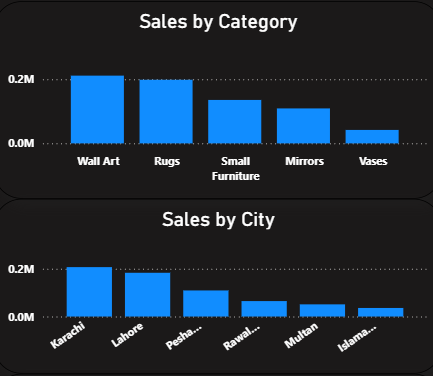 Sales by Category
0.2M
0.0M
Wall Art
Rugs
Small
Furniture
Mirrors
Vases
Sales by City
0.2M
0.0M
Karachi
Lahore
Pesha...
Rawal...
Multan
Islama...